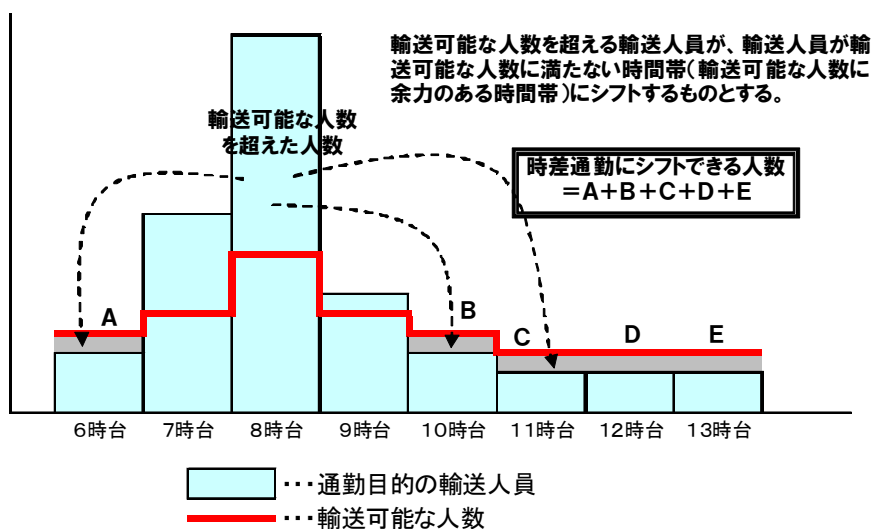 輸送可能な人数を超える輸送人員が、輸送人員が輸
送可能な人数に満たない時間帯(輸送可能な人数に
余力のある時間帯)にシフトするものとする。
輸送可能な人数
を超えた人数
時差通勤にシフトできる人数
=A+B+C+D+E
A
B
C
D
E
6時台
7時台
8時台
9時台
10時台
11時台
12時台
13時台
・・・通勤目的の輸送人員
・・・輸送可能な人数